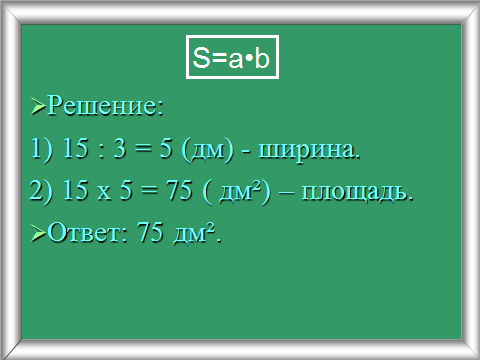 S=a•b
➢Решение:
1) 15 : 3 = 5 (дм) - ширина.
2) 15 х 5 = 75 ( дм²) – площадь.
➢Ответ: 75 дм².